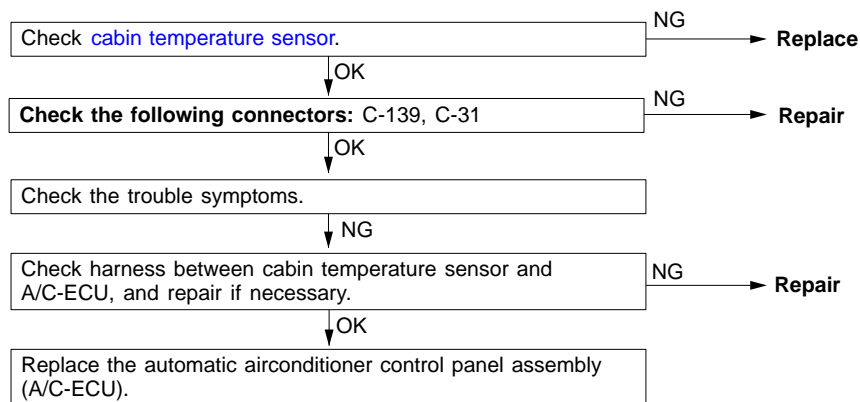 Check cabin temperature sensor.
NG
Replace
OK
Check the following connectors: C-139, C-31
NG
Repair
OK
Check the trouble symptoms.
NG
Check harness between cabin temperature sensor and
A/C-ECU, and repair if necessary.
NG
Repair
OK
Replace the automatic airconditioner control panel assembly
(A/C-ECU).